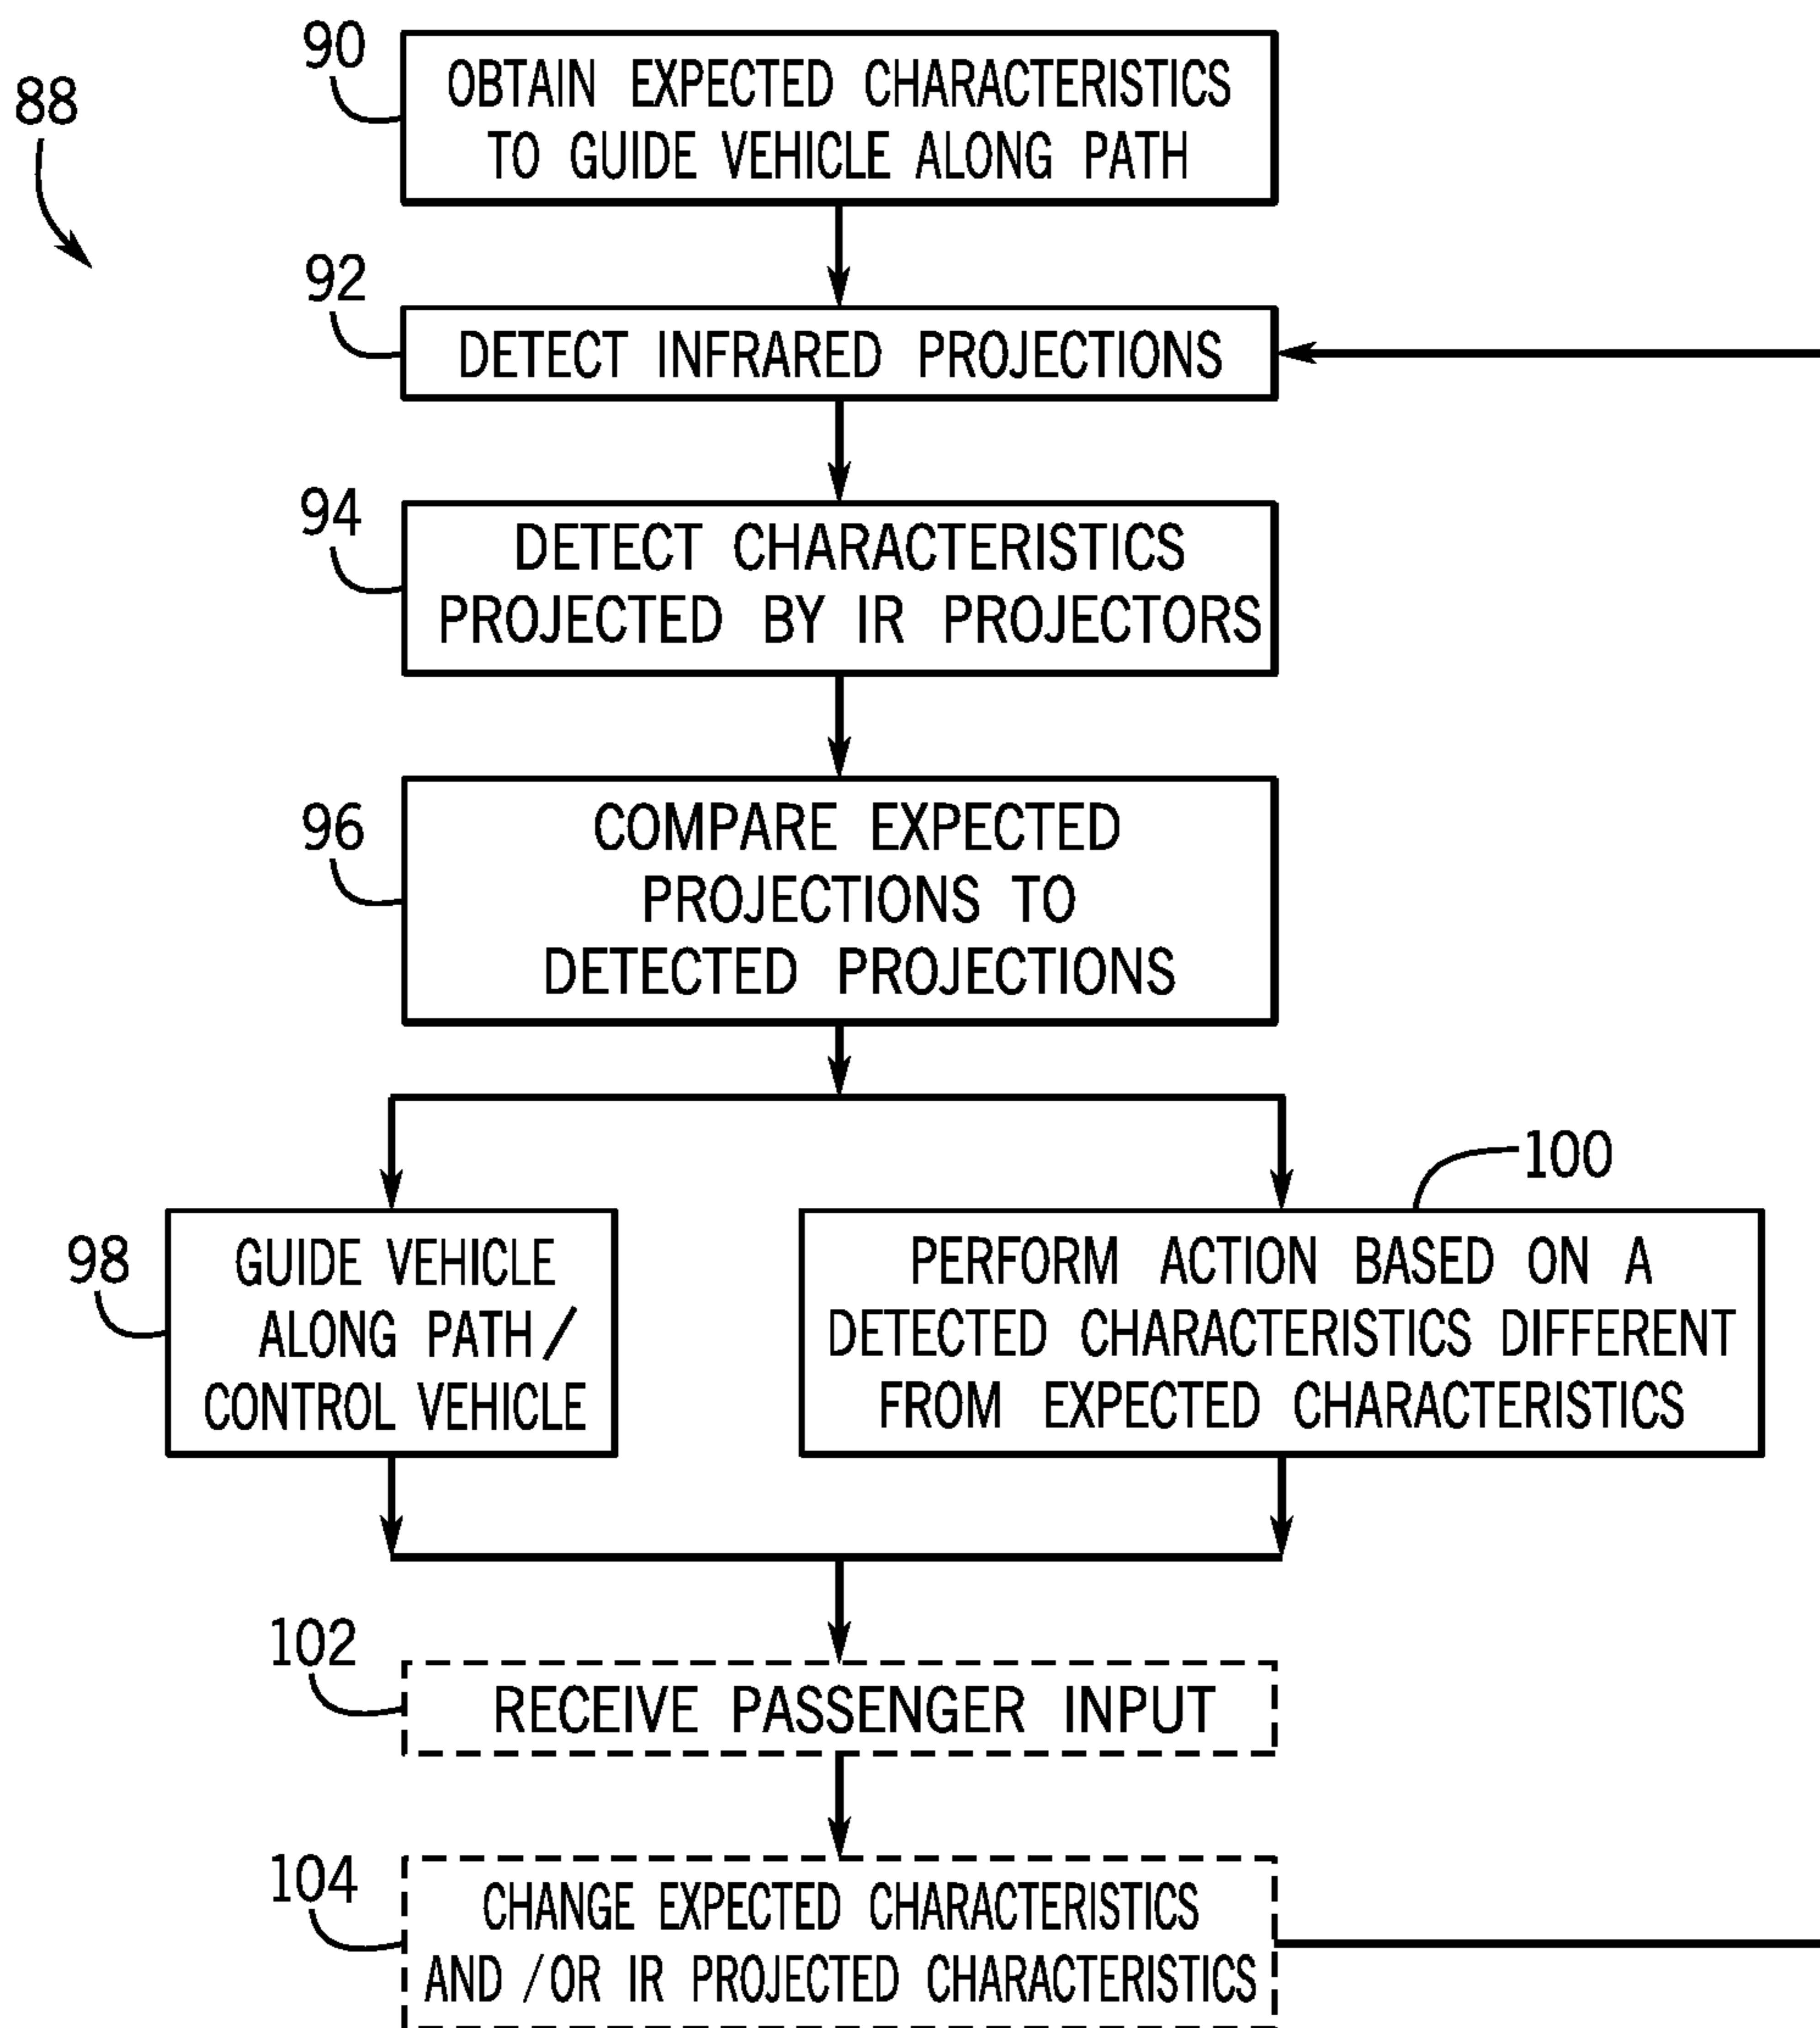 88
90
OBTAIN EXPECTED CHARACTERISTICS
TO GUIDE VEHICLE ALONG PATH
92
DETECT INFRARED PROJECTIONS
94
DETECT CHARACTERISTICS
PROJECTED BY IR PROJECTORS
96
COMPARE EXPECTED
PROJECTIONS TO
DETECTED PROJECTIONS
98
GUIDE VEHICLE
ALONG PATH/
CONTROL VEHICLE
100
PERFORM ACTION BASED ON A
DETECTED CHARACTERISTICS DIFFERENT
FROM EXPECTED CHARACTERISTICS
102
RECEIVE PASSENGER INPUT
104
CHANGE EXPECTED CHARACTERISTICS
AND /OR IR PROJECTED CHARACTERISTICS